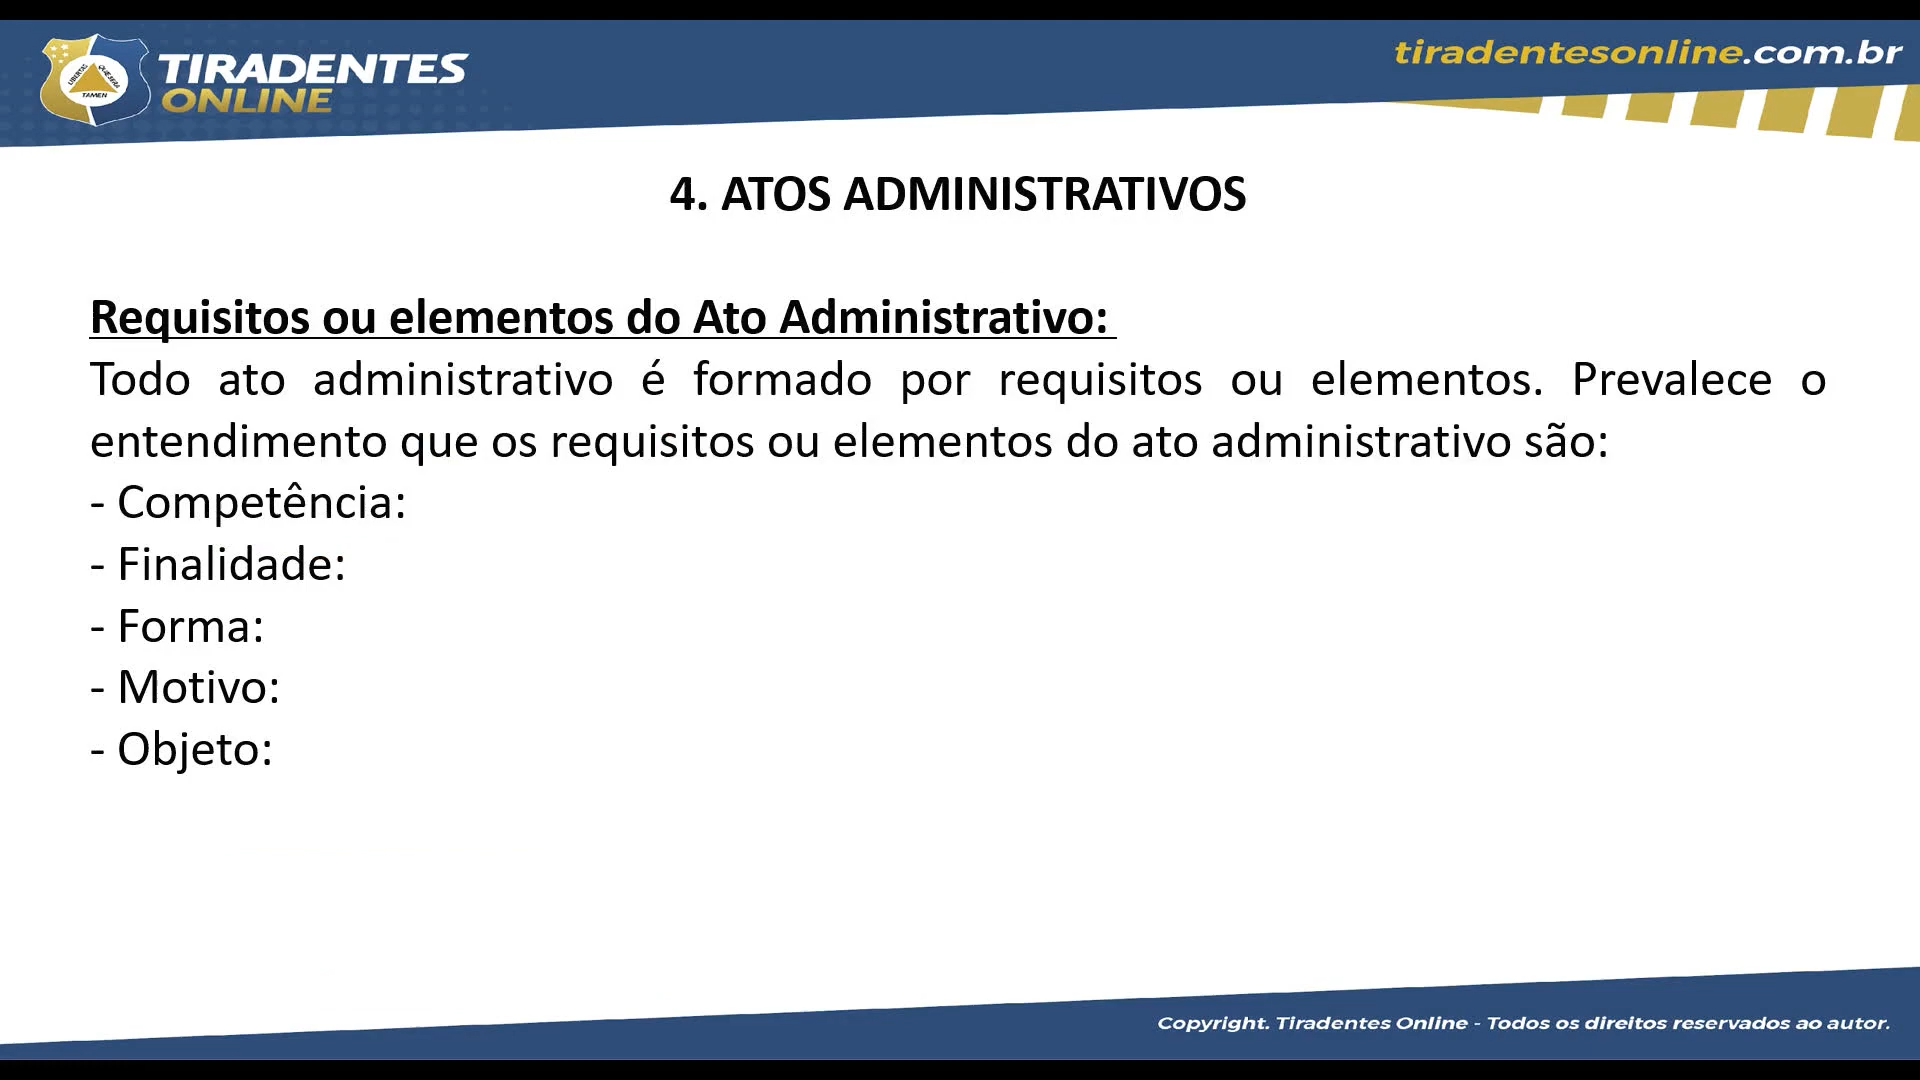 TIRADENTES
ONLINE
tiradentesonline.com.br
4. ATOS ADMINISTRATIVOS
Requisitos ou elementos do Ato Administrativo:
Todo ato administrativo é formado por requisitos ou elementos. Prevalece o
entendimento que os requisitos ou elementos do ato administrativo são:
- Competência:
- Finalidade:
- Forma:
- Motivo:
- Objeto:
Copyright. Tiradentes Online - Todos os direitos reservados ao autor.